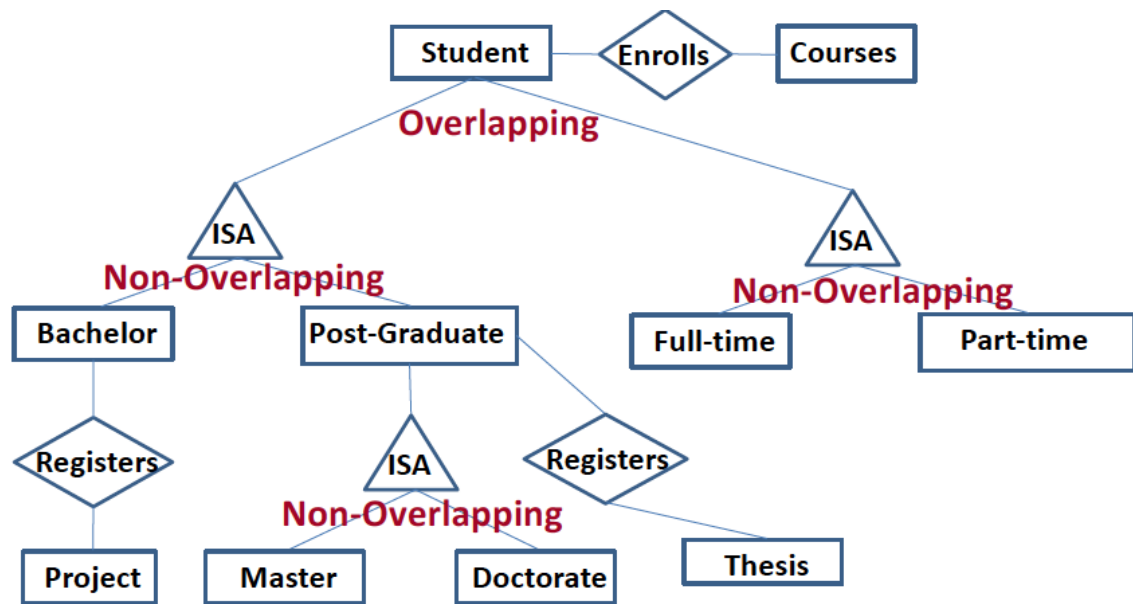 Student
Enrolls
Courses
Overlapping
ISA
ISA
Non-Overlapping
Non-Overlapping
Bachelor
Post-Graduate
Full-time
Part-time
Registers
ISA
Registers
Non-Overlapping
Project
Master
Doctorate
Thesis